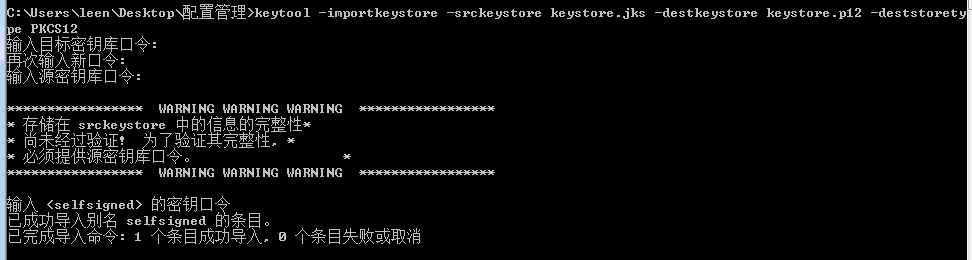 C:\Users\leen\Desktop\配置管理>keytool -importkeystore -srckeystore keystore.jks -destkeystore keystore.p12 -deststorety
pe PKCS12
输入目标密钥库口令:
再次输入新口令:
输入源密钥库口令:
*****************  WARNING WARNING WARNING  *****************
* 存储在 srckeystore 中的信息的完整性*
* 尚未经过验证!  为了验证其完整性, *
* 必须提供源密钥库口令。                  *
*****************  WARNING WARNING WARNING  *****************
输入 <selfsigned> 的密钥口令
已成功导入别名 selfsigned 的条目。
已完成导入命令: 1 个条目成功导入, 0 个条目失败或取消